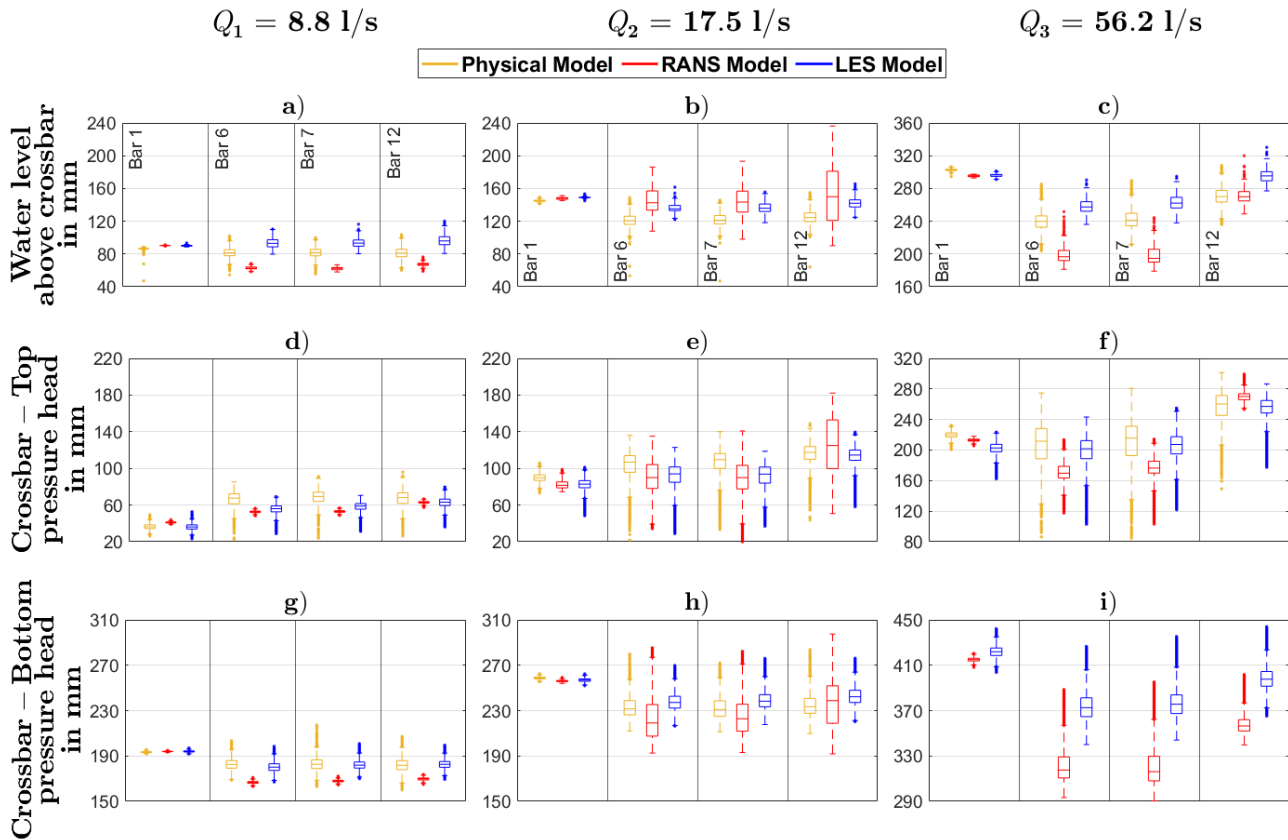 Q₁ = 8.8 l/s
Q₂ = 17.5 l/s
Q₃ = 56.2 l/s
Physical Model
RANS Model
LES Model
Water level
above crossbar
in mm
a)
240
200
160
120
80
40
Bar 1
Bar 6
Bar 7
Bar 12
b)
240
200
160
120
80
40
Bar 1
Bar 6
Bar 7
Bar 12
c)
360
320
280
240
200
160
Bar 1
Bar 6
Bar 7
Bar 12
Crossbar – Top
pressure head
in mm
d)
220
180
140
100
60
20
e)
220
180
140
100
60
20
f)
320
280
240
200
160
120
80
Crossbar – Bottom
pressure head
in mm
g)
310
270
230
190
150
h)
310
270
230
190
150
i)
450
410
370
330
290